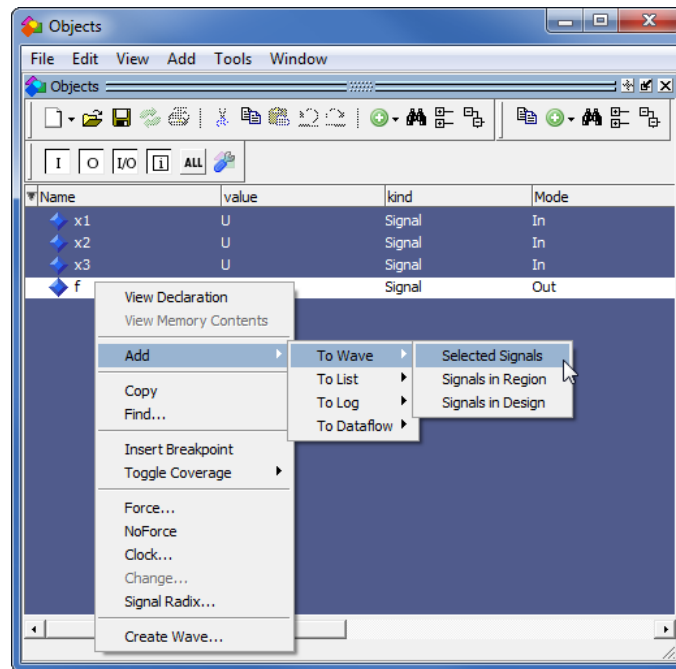 Objects
File Edit View Add Tools Window
Objects
I O I/O i ALL
Name value kind Mode
x1 U Signal In
x2 U Signal In
x3 U Signal In
f Signal Out
View Declaration
View Memory Contents
Add To Wave Selected Signals
To List Signals in Region
To Log Signals in Design
To Dataflow
Copy
Find...
Insert Breakpoint
Toggle Coverage
Force...
NoForce
Clock...
Change...
Signal Radix...
Create Wave...